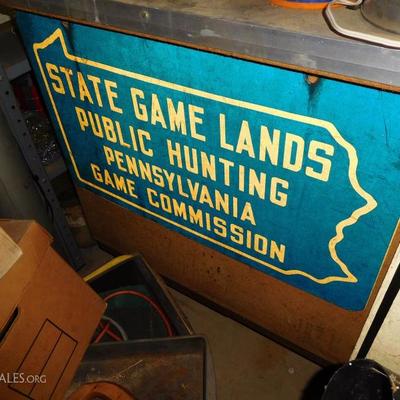 STATE GAME LANDS
PUBLIC HUNTING
PENNSYLVANIA
GAME COMMISSION
ALES.ORG